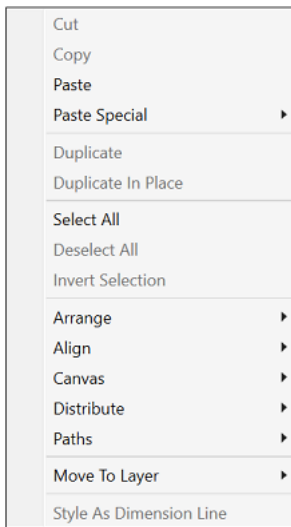 Cut
Copy
Paste
Paste Special
Duplicate
Duplicate In Place
Select All
Deselect All
Invert Selection
Arrange
Align
Canvas
Distribute
Paths
Move To Layer
Style As Dimension Line